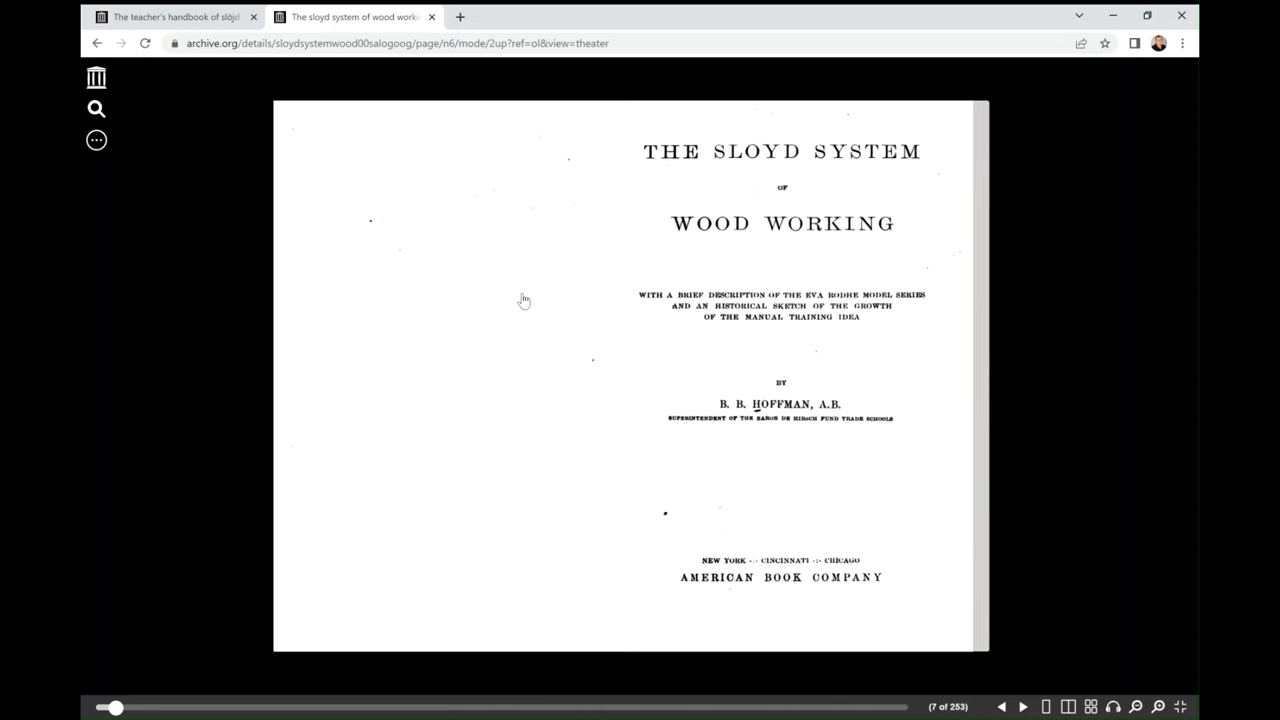 The teacher's handbook of slöjd
The sloyd system of wood workin
archive.org/details/sloydsystemwood00salogoog/page/n6/mode/2up?ref=ol&view=theater
THE SLOYD SYSTEM
OF
WOOD WORKING
WITH A BRIEF DESCRIPTION OF THE EVA RODHE MODEL SERIES
AND AN HISTORICAL SKETCH OF THE GROWTH
OF THE MANUAL TRAINING IDEA
BY
B. B. HOFFMAN, A.B.
SUPERINTENDENT OF THE BARON DE HIRSCH FUND TRADE SCHOOLS
NEW YORK ·:· CINCINNATI ·:· CHICAGO
AMERICAN BOOK COMPANY
(7 of 253)